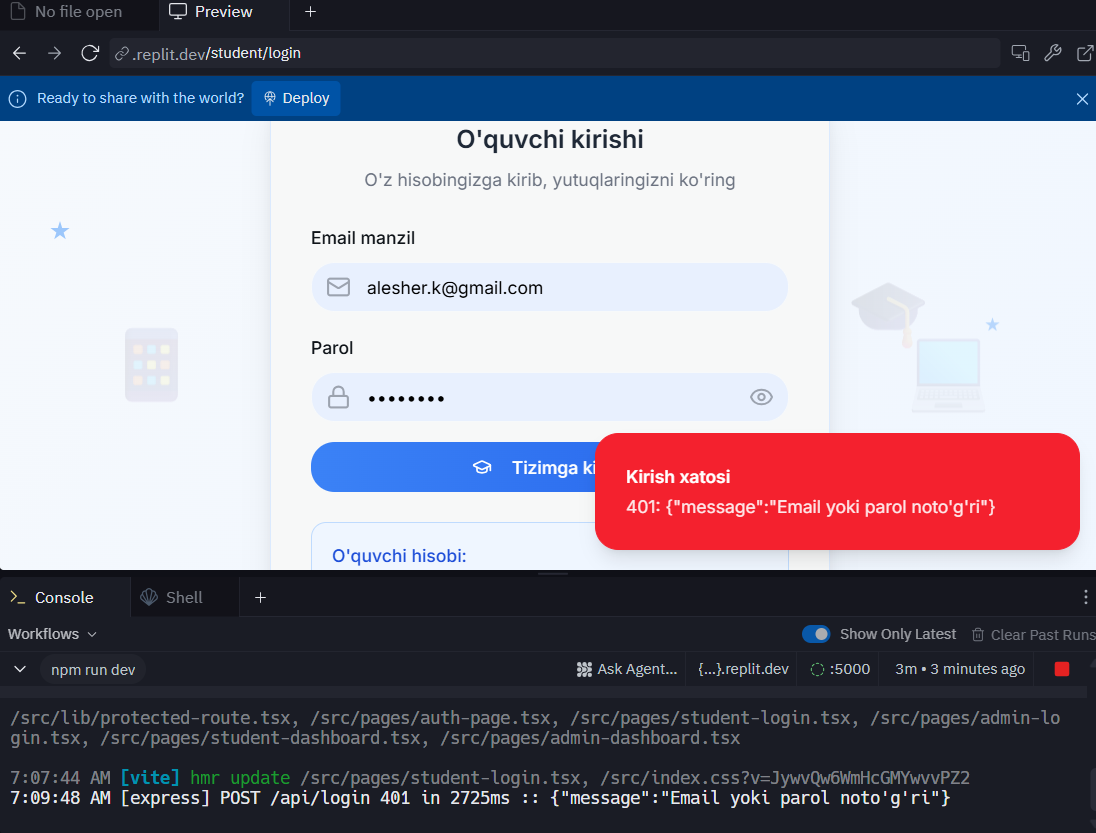 No file open
Preview
.replit.dev/student/login
Ready to share with the world?
Deploy
O'quvchi kirishi
O'z hisobingizga kirib, yutuqlaringizni ko'ring
Email manzil
alesher.k@gmail.com
Parol
••••••••
Tizimga ki
Kirish xatosi
401: {"message":"Email yoki parol noto'g'ri"}
O'quvchi hisobi:
Console
Shell
Workflows
Show Only Latest
Clear Past Runs
npm run dev
Ask Agent...
{...}.replit.dev
:5000
3m • 3 minutes ago
/src/lib/protected-route.tsx, /src/pages/auth-page.tsx, /src/pages/student-login.tsx, /src/pages/admin-lo
gin.tsx, /src/pages/student-dashboard.tsx, /src/pages/admin-dashboard.tsx
7:07:44 AM [vite] hmr update /src/pages/student-login.tsx, /src/index.css?v=JywvQw6WmHcGMYwvvPZ2
7:09:48 AM [express] POST /api/login 401 in 2725ms :: {"message":"Email yoki parol noto'g'ri"}